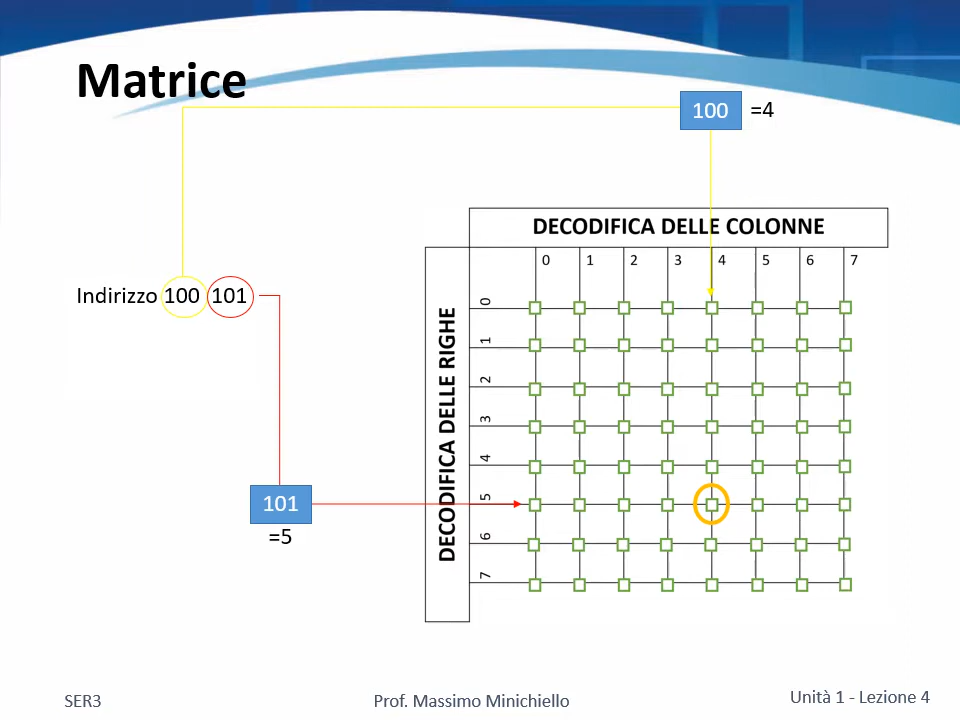 Matrice
100 =4
DECODIFICA DELLE COLONNE
0 1 2 3 4 5 6 7
Indirizzo 100 101
DECODIFICA DELLE RIGHE
0
1
2
3
4
5
6
7
101
=5
SER3
Prof. Massimo Minichiello
Unità 1 - Lezione 4